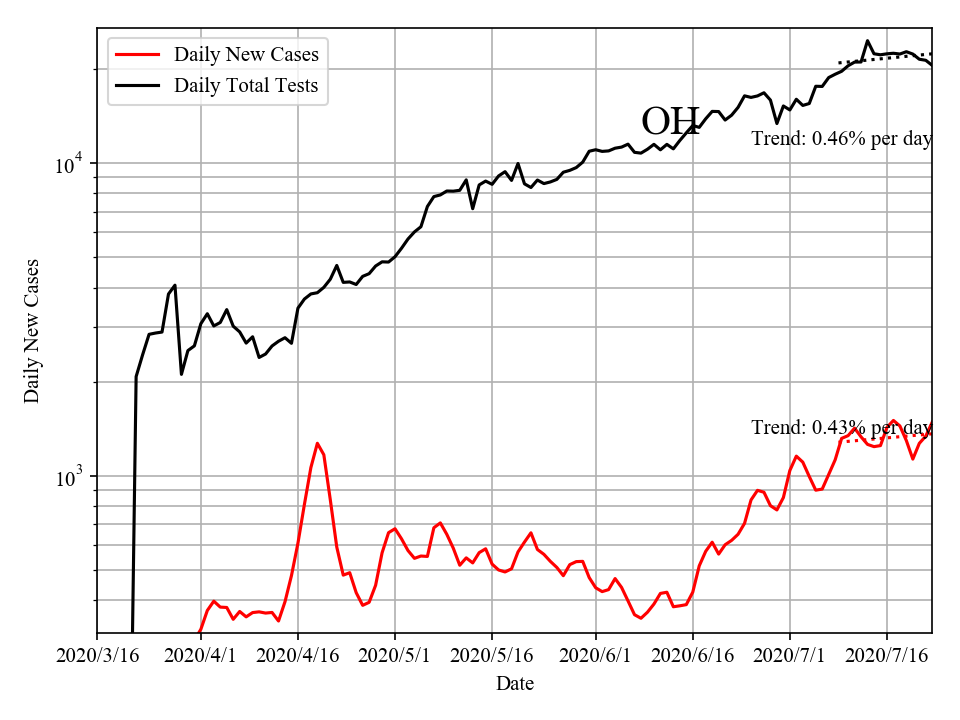 Daily New Cases
Daily Total Tests
OH
Trend: 0.46% per day
Trend: 0.43% per day
10^4
10^3
Daily New Cases
2020/3/16 2020/4/1 2020/4/16 2020/5/1 2020/5/16 2020/6/1 2020/6/16 2020/7/1 2020/7/16
Date